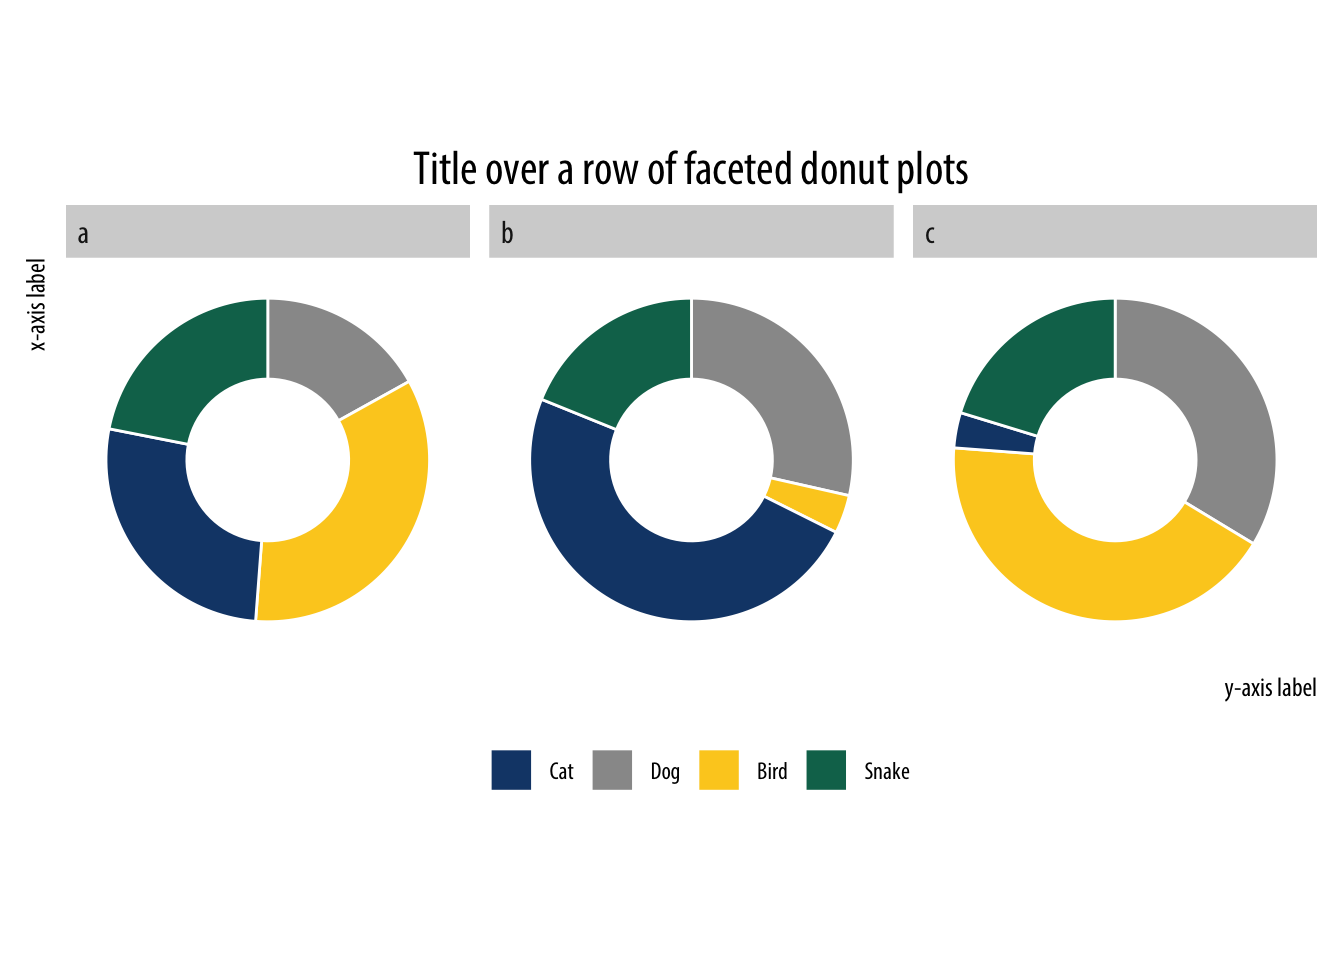 Title over a row of faceted donut plots
a
b
c
x-axis label
y-axis label
Cat
Dog
Bird
Snake